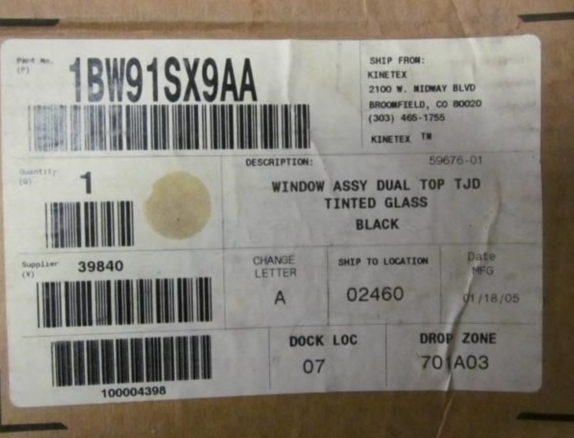 Part No.
(P)
1BW91SX9AA
SHIP FROM:
KINETEX
2100 W. MIDWAY BLVD
BROOMFIELD, CO 80020
(303) 465-1755
KINETEX TM
Quantity
(Q)
1
DESCRIPTION:
59676-01
WINDOW ASSY DUAL TOP TJD
TINTED GLASS
BLACK
Supplier
(V)
39840
CHANGE
LETTER
A
SHIP TO LOCATION
02460
Date
MFG
01/18/05
100004398
DOCK LOC
07
DROP ZONE
701A03